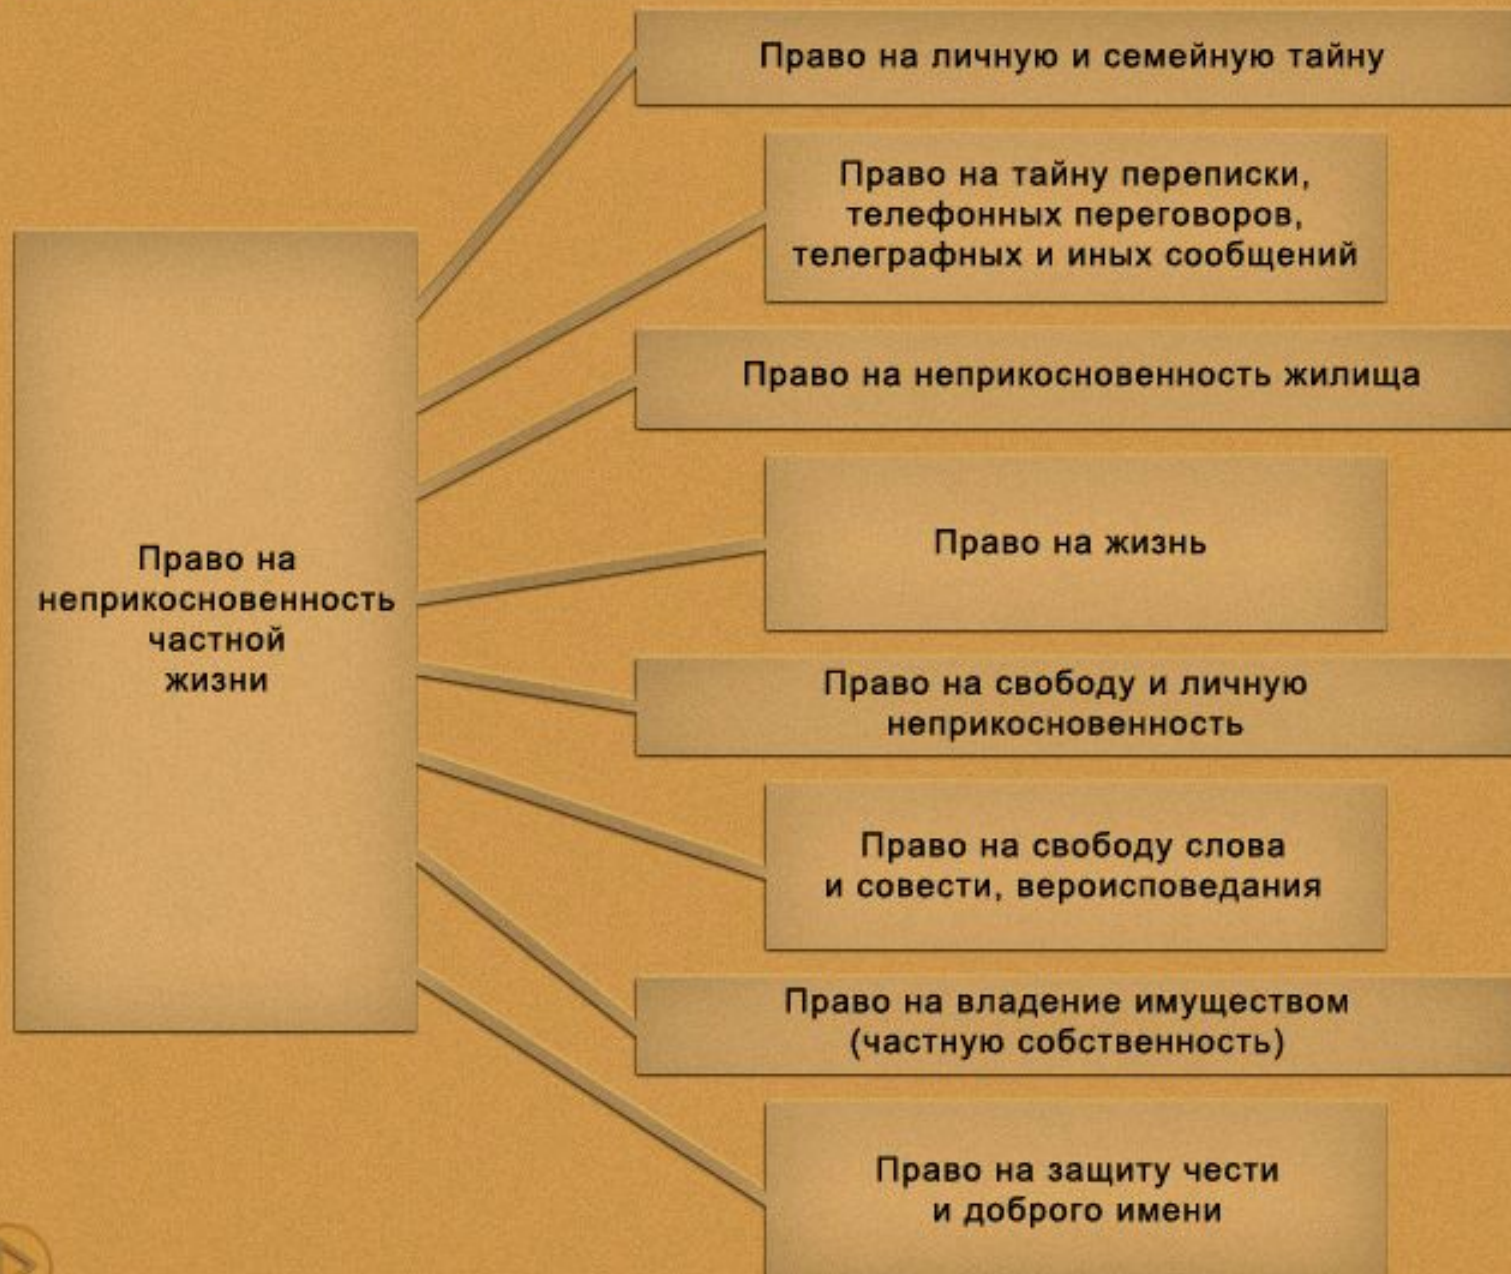 Право на личную и семейную тайну
Право на тайну переписки,
телефонных переговоров,
телеграфных и иных сообщений
Право на неприкосновенность жилища
Право на
неприкосновенность
частной
жизни
Право на жизнь
Право на свободу и личную
неприкосновенность
Право на свободу слова
и совести, вероисповедания
Право на владение имуществом
(частную собственность)
Право на защиту чести
и доброго имени